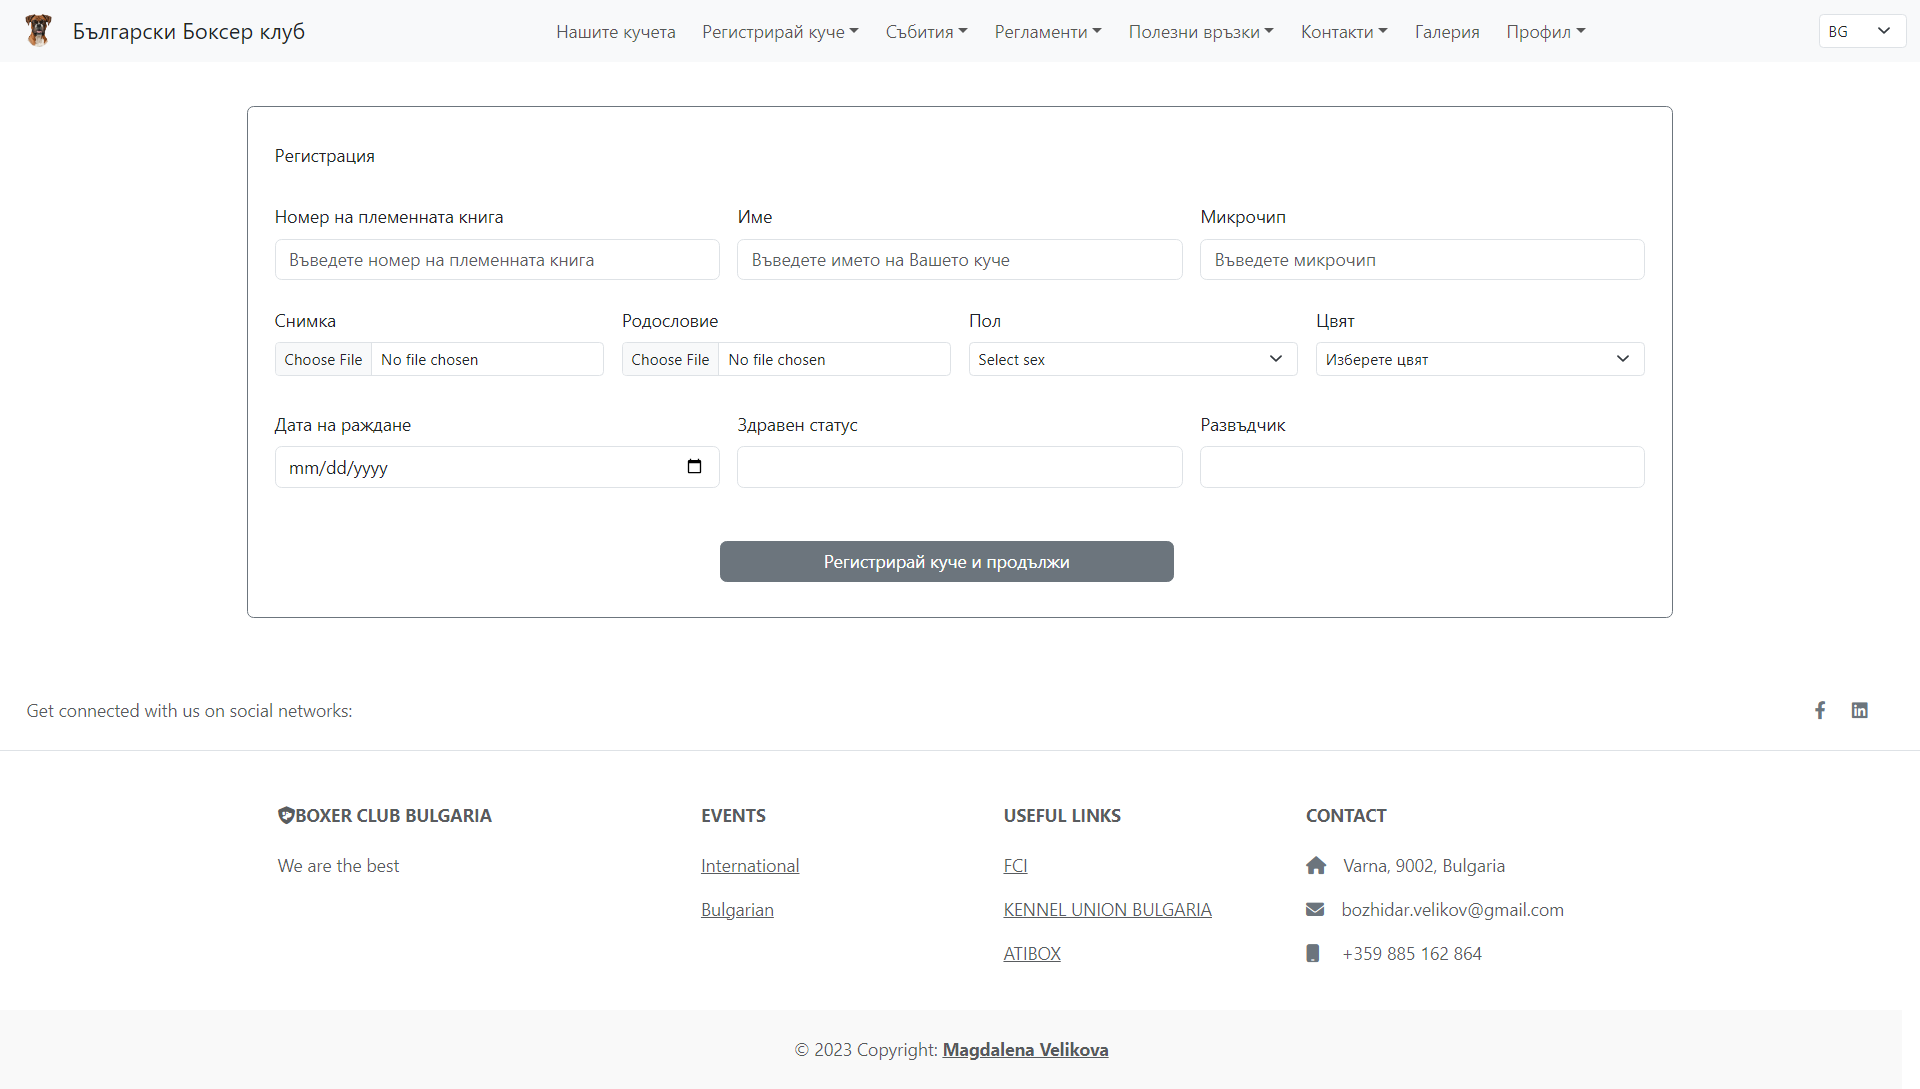 Български Боксер клуб
Нашите кучета
Регистрирай куче
Събития
Регламенти
Полезни връзки
Контакти
Галерия
Профил
BG
Регистрация
Номер на племенната книга
Име
Микрочип
Въведете номер на племенната книга
Въведете името на Вашето куче
Въведете микрочип
Снимка
Родословие
Пол
Цвят
Choose File No file chosen
Choose File No file chosen
Select sex
Изберете цвят
Дата на раждане
Здравен статус
Развъдчик
mm/dd/yyyy
Регистрирай куче и продължи
Get connected with us on social networks:
BOXER CLUB BULGARIA
We are the best
EVENTS
International
Bulgarian
USEFUL LINKS
FCI
KENNEL UNION BULGARIA
ATIBOX
CONTACT
Varna, 9002, Bulgaria
bozhidar.velikov@gmail.com
+359 885 162 864
© 2023 Copyright: Magdalena Velikova